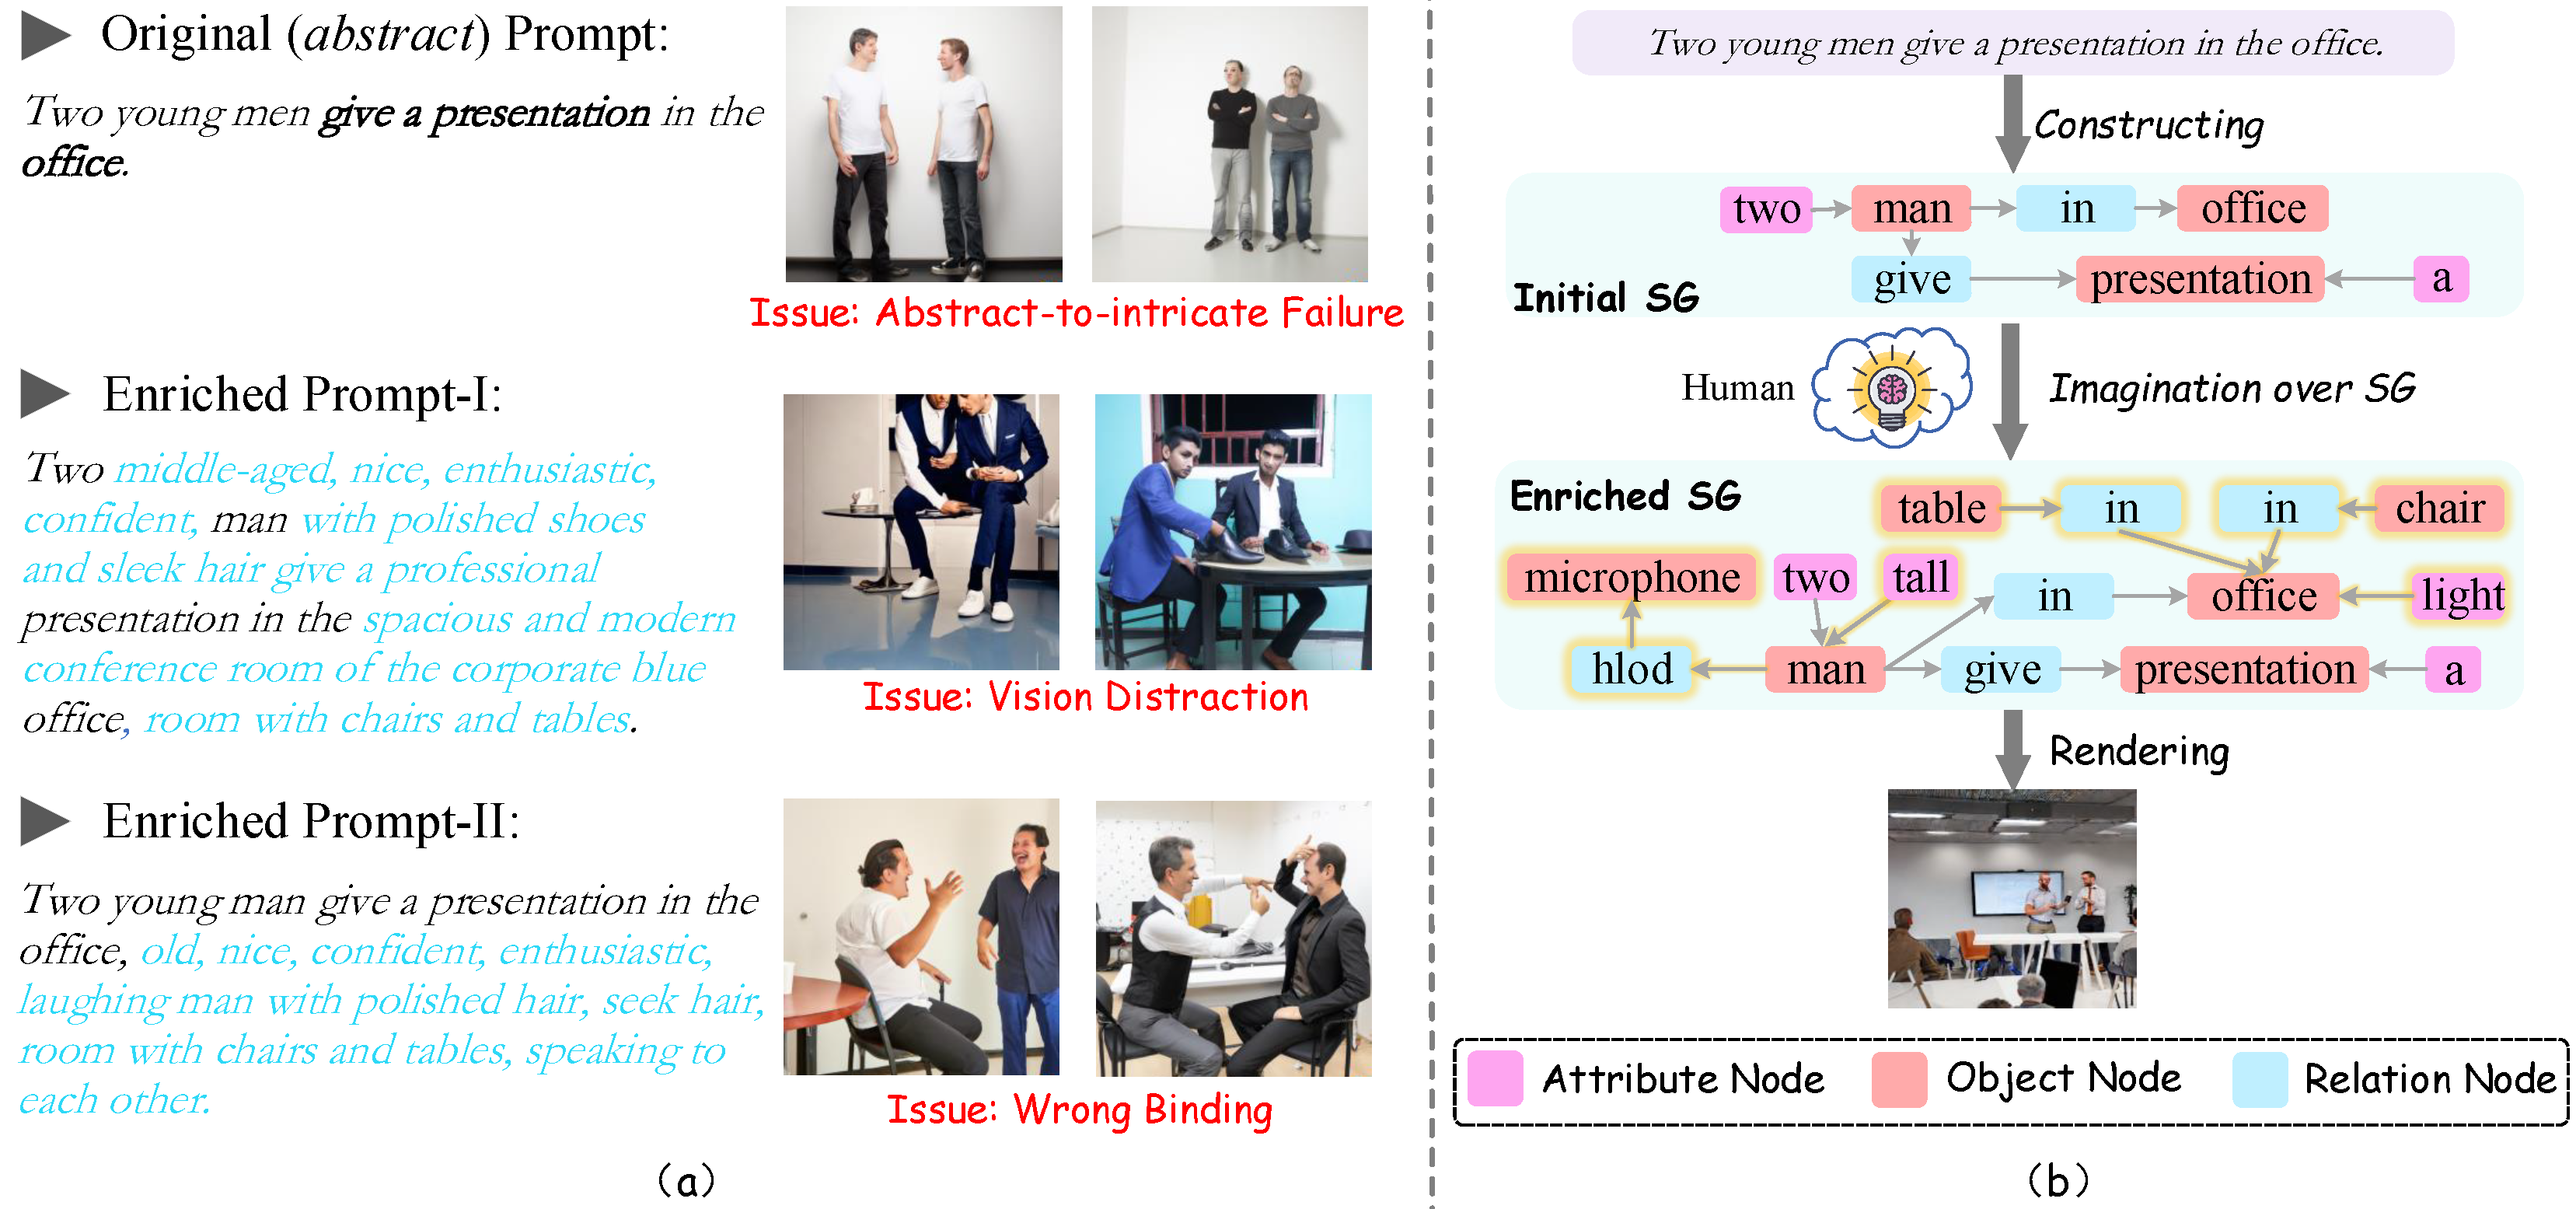 Original (abstract) Prompt:
Two young men give a presentation in the
office.
Issue: Abstract-to-intricate Failure
Enriched Prompt-I:
Two middle-aged, nice, enthusiastic,
confident, man with polished shoes
and sleek hair give a professional
presentation in the spacious and modern
conference room of the corporate blue
office, room with chairs and tables.
Issue: Vision Distraction
Enriched Prompt-II:
Two young man give a presentation in the
office, old, nice, confident, enthusiastic,
laughing man with polished hair, seek hair,
room with chairs and tables, speaking to
each other.
Issue: Wrong Binding
(a)
Two young men give a presentation in the office.
Constructing
two man in office
give presentation a
Initial SG
Human
Imagination over SG
Enriched SG
table in in chair
microphone two tall
in office light
hlod man give presentation a
Rendering
Attribute Node Object Node Relation Node
(b)